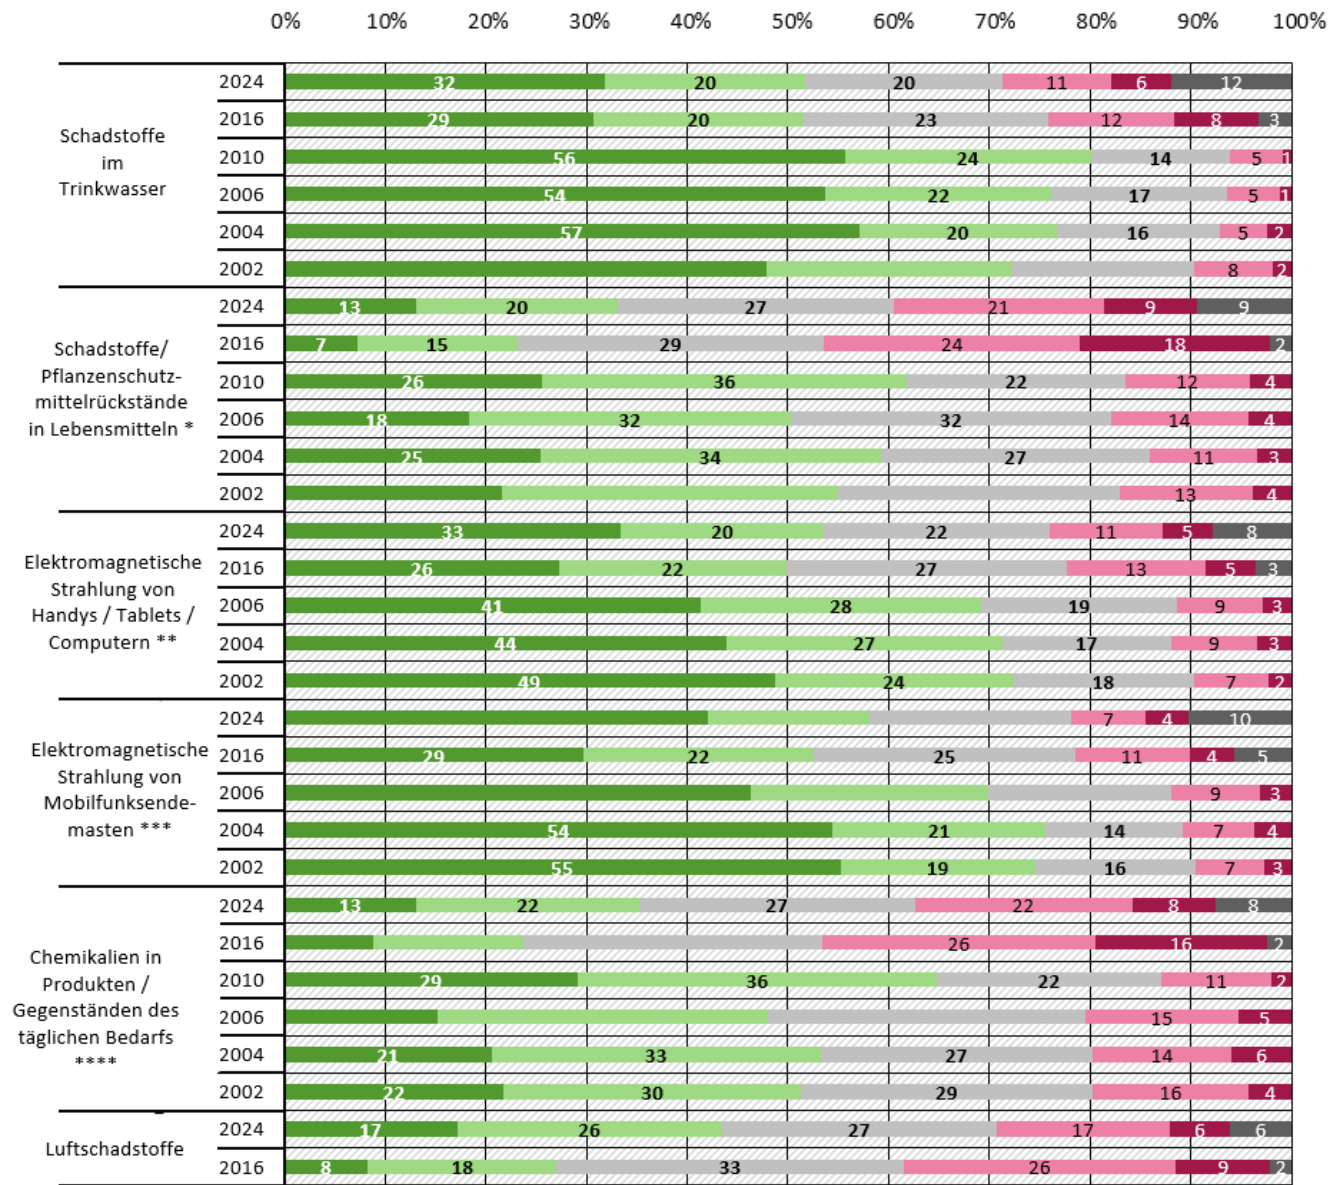 0% 10% 20% 30% 40% 50% 60% 70% 80% 90% 100%
Schadstoffe
im
Trinkwasser
2024 32 20 20 11 6 12
2016 29 20 23 12 8 3
2010 56 24 14 5 1
2006 54 22 17 5 1
2004 57 20 16 5 2
2002 8 2
Schadstoffe/
Pflanzenschutz-
mittelrückstände
in Lebensmitteln *
2024 13 20 27 21 9 9
2016 7 15 29 24 18 2
2010 26 36 22 12 4
2006 18 32 32 14 4
2004 25 34 27 11 3
2002 13 4
Elektromagnetische
Strahlung von
Handys / Tablets /
Computern **
2024 33 20 22 11 5 8
2016 26 22 27 13 5 3
2006 41 28 19 9 3
2004 44 27 17 9 3
2002 49 24 18 7 2
Elektromagnetische
Strahlung von
Mobilfunksende-
masten ***
2024 7 4 10
2016 29 22 25 11 4 5
2006 9 3
2004 54 21 14 7 4
2002 55 19 16 7 3
Chemikalien in
Produkten /
Gegenständen des
täglichen Bedarfs
****
2024 13 22 27 22 8 8
2016 26 16 2
2010 29 36 22 11 2
2006 15 5
2004 21 33 27 14 6
2002 22 30 29 16 4
Luftschadstoffe
2024 17 26 27 17 6 6
2016 8 18 33 26 9 2